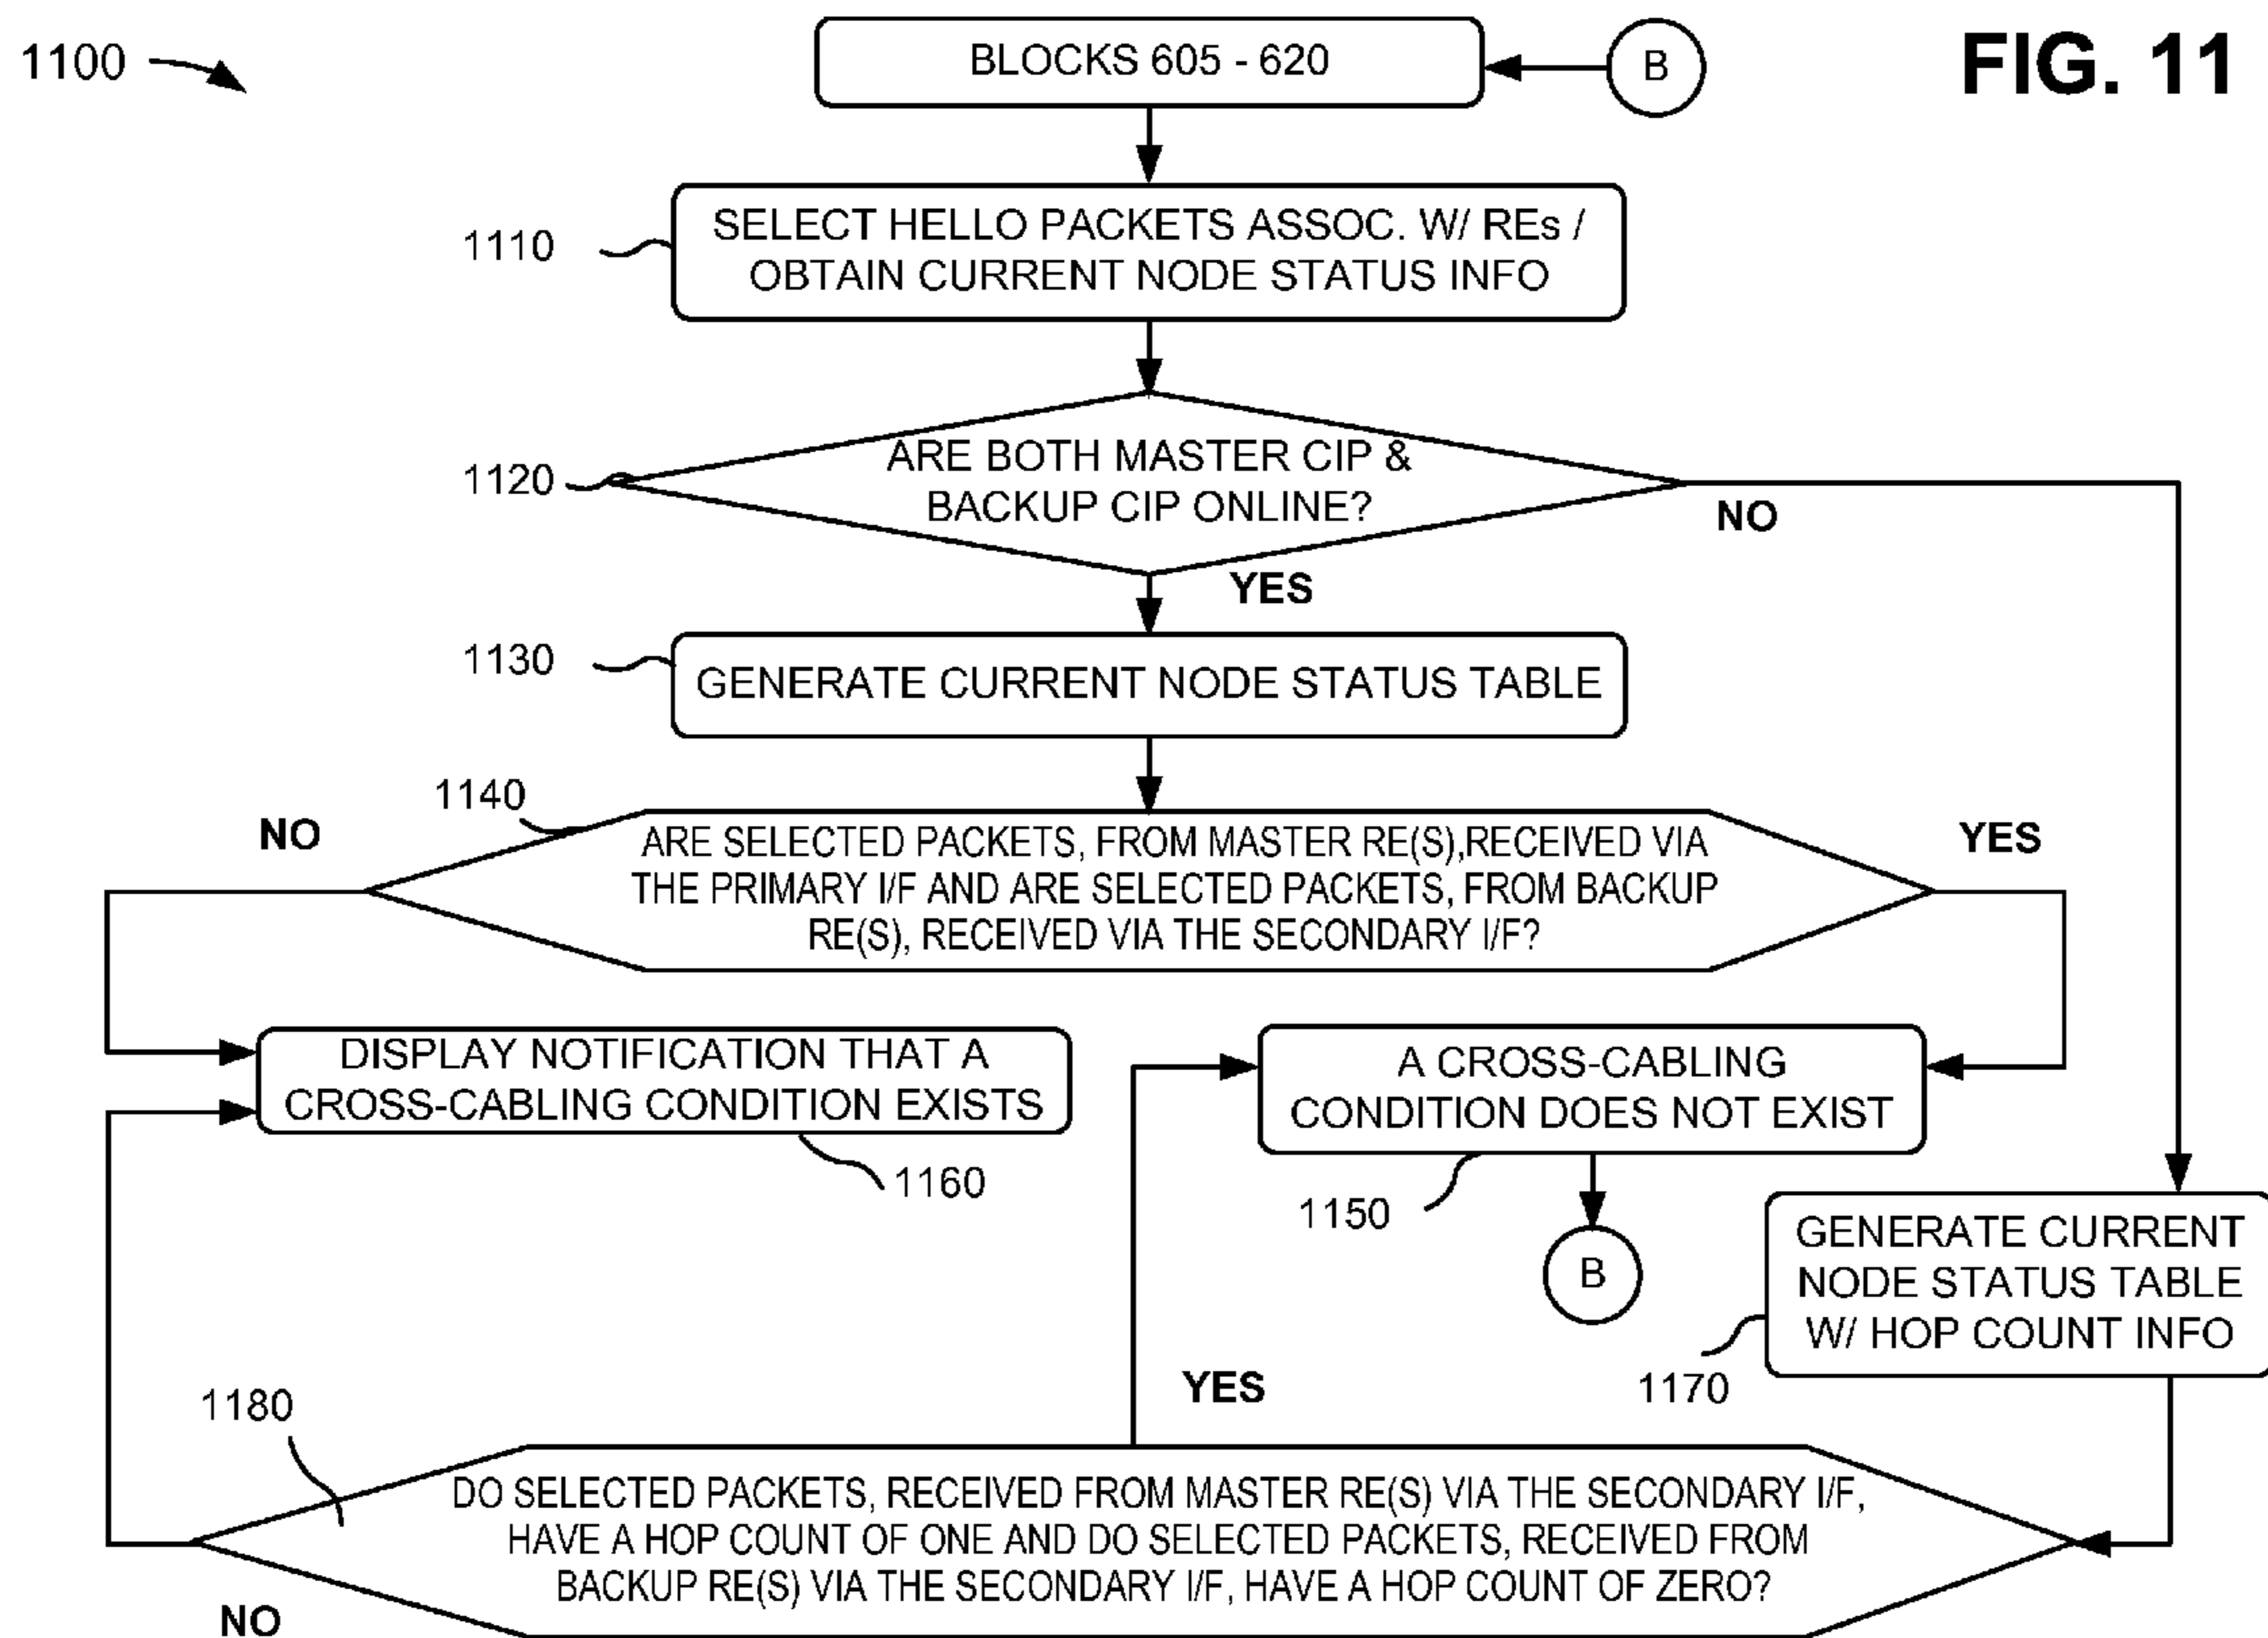 1100
BLOCKS 605 - 620
B
FIG. 11
1110
SELECT HELLO PACKETS ASSOC. W/ REs /
OBTAIN CURRENT NODE STATUS INFO
1120
ARE BOTH MASTER CIP &
BACKUP CIP ONLINE?
NO
YES
1130
GENERATE CURRENT NODE STATUS TABLE
1140
NO
YES
ARE SELECTED PACKETS, FROM MASTER RE(S),RECEIVED VIA
THE PRIMARY I/F AND ARE SELECTED PACKETS, FROM BACKUP
RE(S), RECEIVED VIA THE SECONDARY I/F?
DISPLAY NOTIFICATION THAT A
CROSS-CABLING CONDITION EXISTS
1160
A CROSS-CABLING
CONDITION DOES NOT EXIST
1150
B
GENERATE CURRENT
NODE STATUS TABLE
W/ HOP COUNT INFO
1170
YES
1180
DO SELECTED PACKETS, RECEIVED FROM MASTER RE(S) VIA THE SECONDARY I/F,
HAVE A HOP COUNT OF ONE AND DO SELECTED PACKETS, RECEIVED FROM
BACKUP RE(S) VIA THE SECONDARY I/F, HAVE A HOP COUNT OF ZERO?
NO